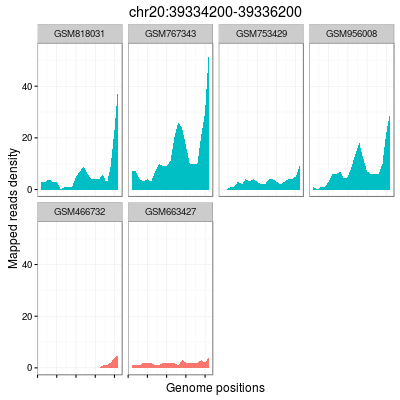 chr20:39334200-39336200
GSM818031 GSM767343 GSM753429 GSM956008
40
20
0
GSM466732 GSM663427
40
20
0
Mapped reads density
Genome positions